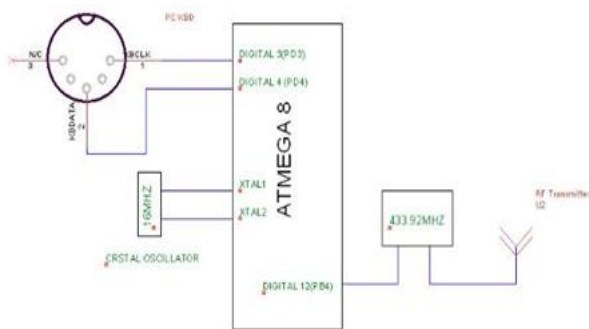 PC KBD
N/C
3
KBCLK
1
KBDATA
2
DIGITAL 3(PD3)
DIGITAL 4 (PD4)
ATMEGA 8
XTAL1
XTAL2
16MHZ
CRSTAL OSCILLATOR
DIGITAL 12(PB4)
433.92MHZ
RF Transmitter
U2